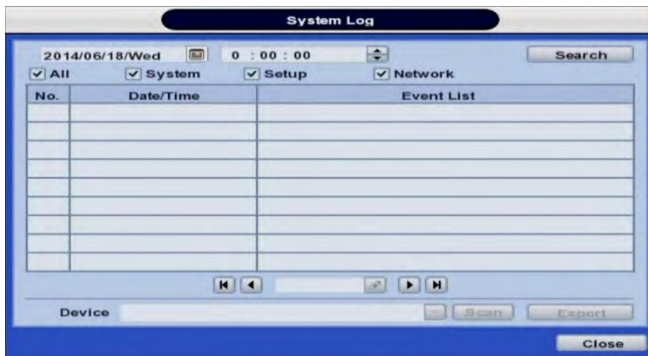 System Log
2014/06/18/Wed 0 : 00 : 00 Search
All System Setup Network
No. Date/Time Event List
Device Scan Export
Close